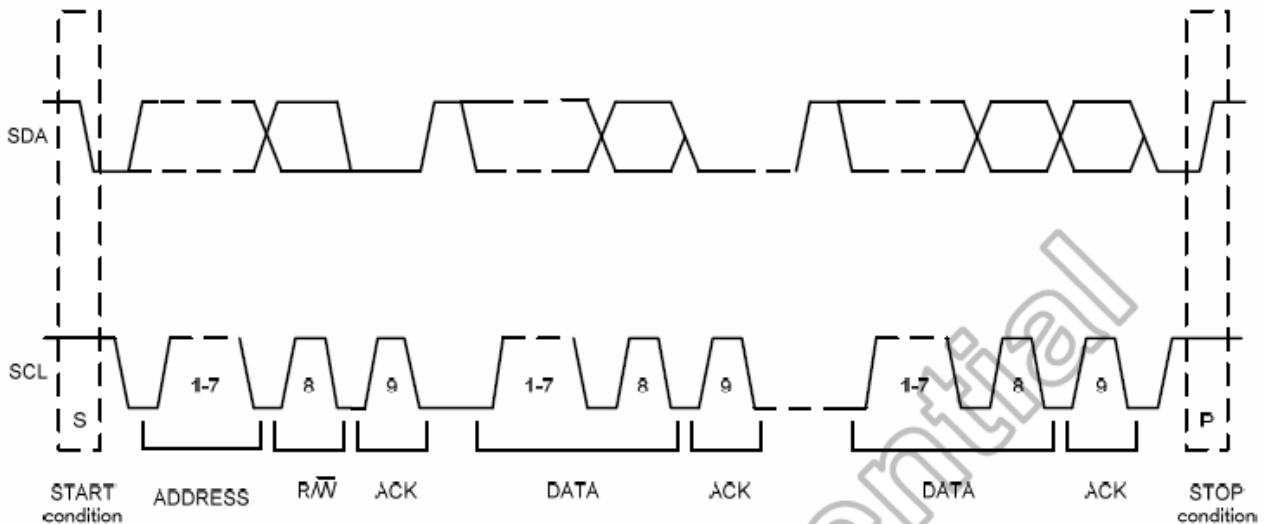 SDA
SCL
1-7 8 9 1-7 8 9 1-7 8 9
S P
START condition ADDRESS R/W̅ ACK DATA ACK DATA ACK STOP condition
ential